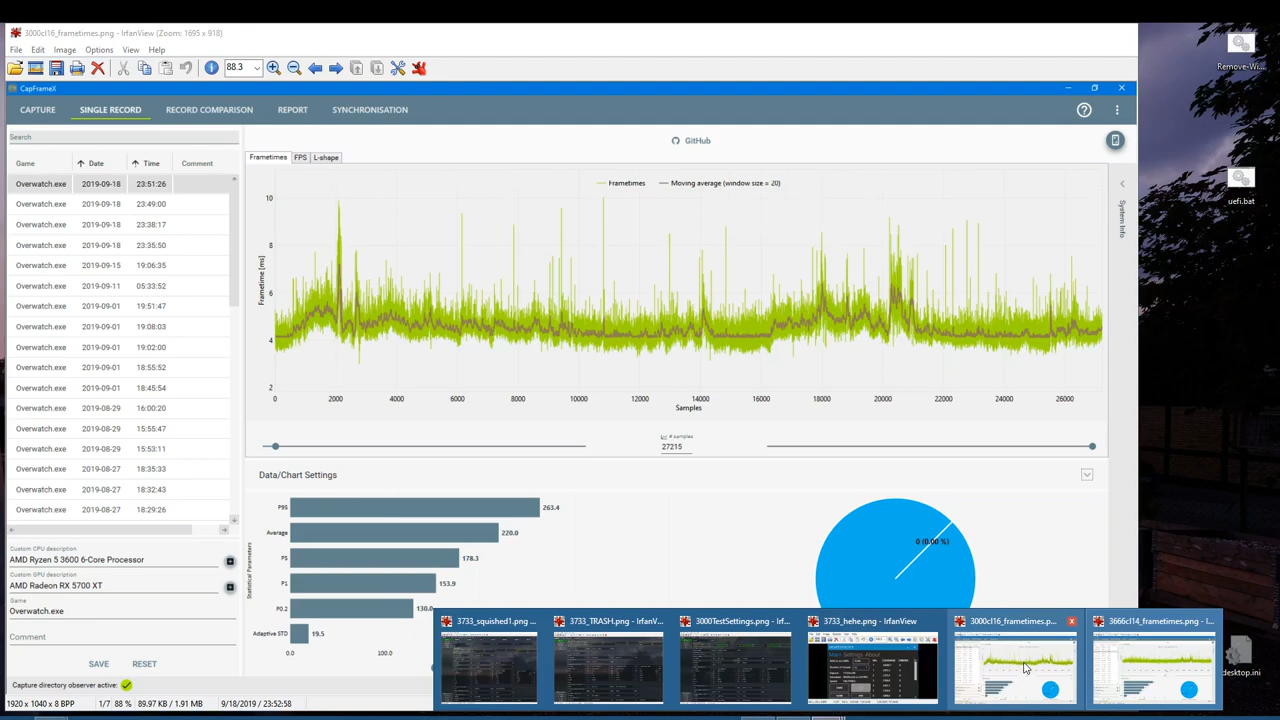 3000cl16_frametimes.png - IrfanView (Zoom: 1695 x 918)
File Edit Image Options View Help
88.3
CapFrameX
CAPTURE SINGLE RECORD RECORD COMPARISON REPORT SYNCHRONISATION
Search
GitHub
Game Date Time Comment
Overwatch.exe 2019-09-18 23:51:26
Overwatch.exe 2019-09-18 23:49:00
Overwatch.exe 2019-09-18 23:38:17
Overwatch.exe 2019-09-18 23:35:50
Overwatch.exe 2019-09-15 19:06:35
Overwatch.exe 2019-09-11 05:33:52
Overwatch.exe 2019-09-01 19:51:47
Overwatch.exe 2019-09-01 19:08:03
Overwatch.exe 2019-09-01 19:02:00
Overwatch.exe 2019-09-01 18:55:52
Overwatch.exe 2019-09-01 18:45:54
Overwatch.exe 2019-08-29 16:00:20
Overwatch.exe 2019-08-29 15:55:47
Overwatch.exe 2019-08-29 15:53:11
Overwatch.exe 2019-08-27 18:35:33
Overwatch.exe 2019-08-27 18:32:43
Overwatch.exe 2019-08-27 18:29:26
Custom CPU description
AMD Ryzen 5 3600 6-Core Processor
Custom GPU description
AMD Radeon RX 5700 XT
Game
Overwatch.exe
Comment
SAVE RESET
Capture directory observer active:
Frametimes FPS L-shape
Frametimes Moving average (window size = 20)
Frametime [ms]
10
8
6
4
2
0 2000 4000 6000 8000 10000 12000 14000 16000 18000 20000 22000 24000 26000
Samples
# samples
27215
System Info
Data/Chart Settings
Statistical Parameters
P95 263.4
Average 220.0
P5 178.3
P1 153.9
P0.2 130.0
Adaptive STD 19.5
0.0 100.0
0 (0.00 %)
1920 x 1040 x 8 BPP 1/7 88 % 89.97 KB / 1.91 MB 9/18/2019 / 23:52:58
3733_squished1.png ...
3733_TRASH.png - IrfanV...
3000TestSettings.png - Irf...
3733_hehe.png - IrfanView
3000cl16_frametimes.p...
3666cl14_frametimes.png - I...
Remove-Wi...
uefi.bat
desktop.ini